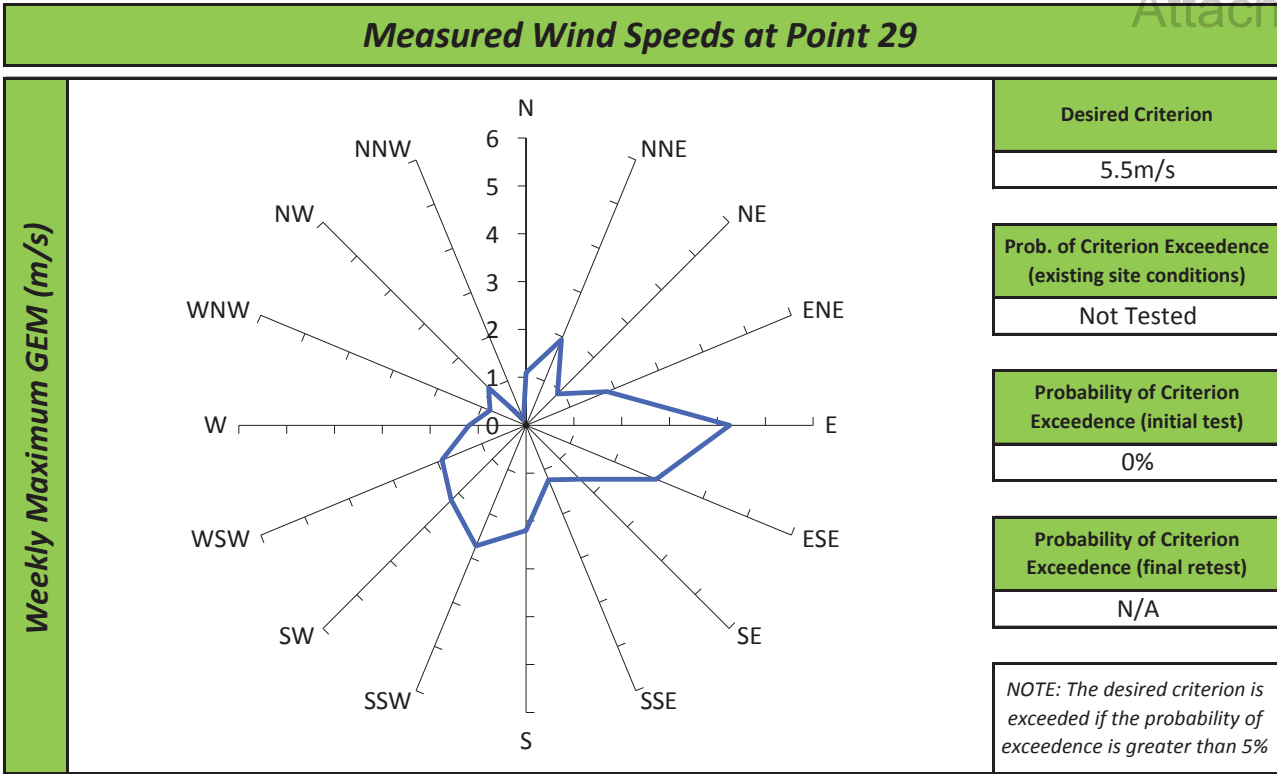 Attach
Measured Wind Speeds at Point 29
Weekly Maximum GEM (m/s)
N
NNE
NE
ENE
E
ESE
SE
SSE
S
SSW
SW
WSW
W
WNW
NW
NNW
6
5
4
3
2
1
0
Desired Criterion
5.5m/s
Prob. of Criterion Exceedence
(existing site conditions)
Not Tested
Probability of Criterion
Exceedence (initial test)
0%
Probability of Criterion
Exceedence (final retest)
N/A
NOTE: The desired criterion is
exceeded if the probability of
exceedence is greater than 5%